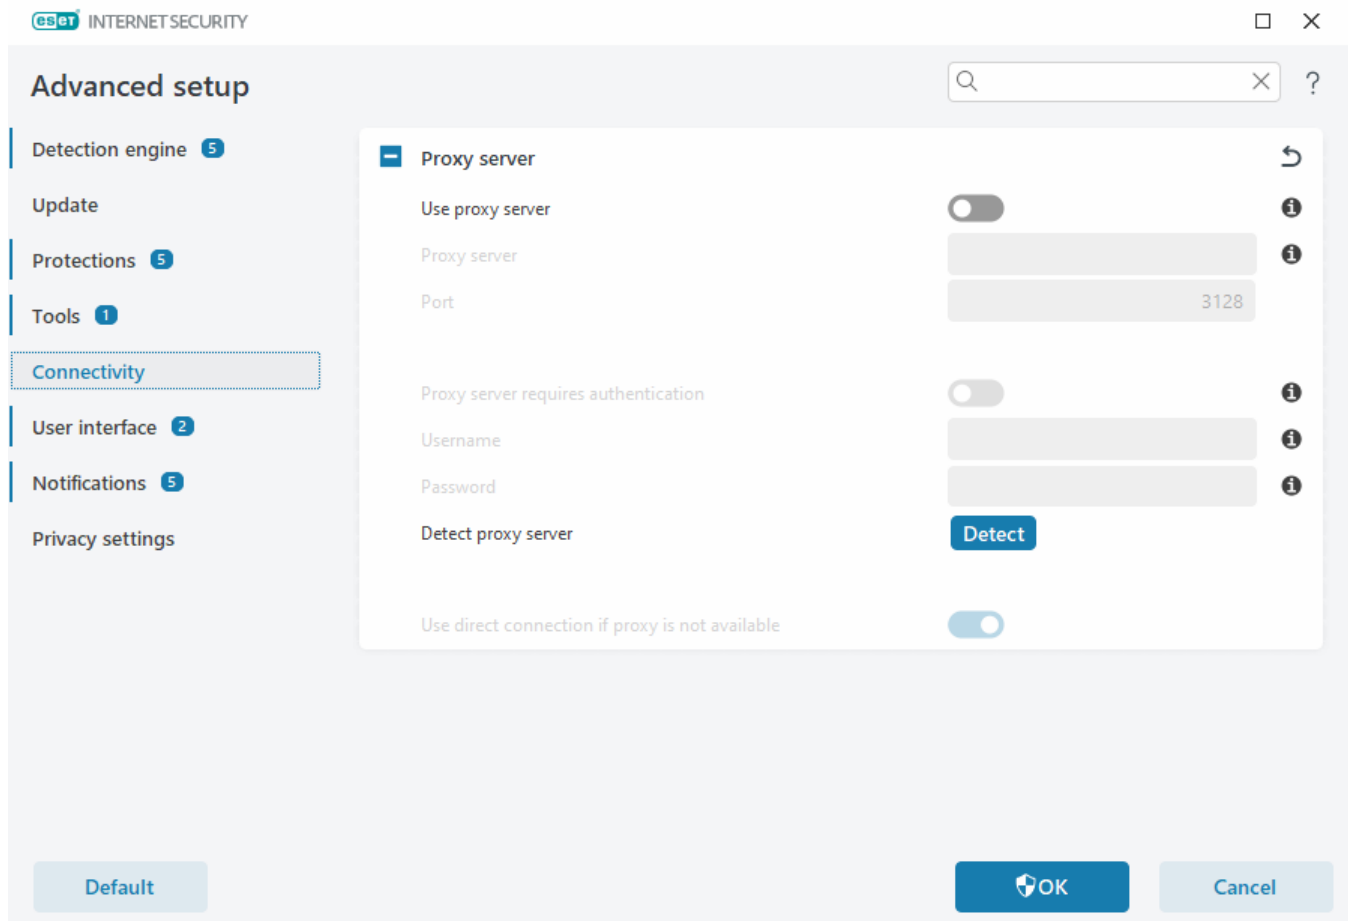 eset INTERNET SECURITY
Advanced setup
?
Detection engine 5
Update
Protections 5
Tools 1
Connectivity
User interface 2
Notifications 5
Privacy settings
Proxy server
Use proxy server
Proxy server
Port 3128
Proxy server requires authentication
Username
Password
Detect proxy server Detect
Use direct connection if proxy is not available
Default
OK
Cancel